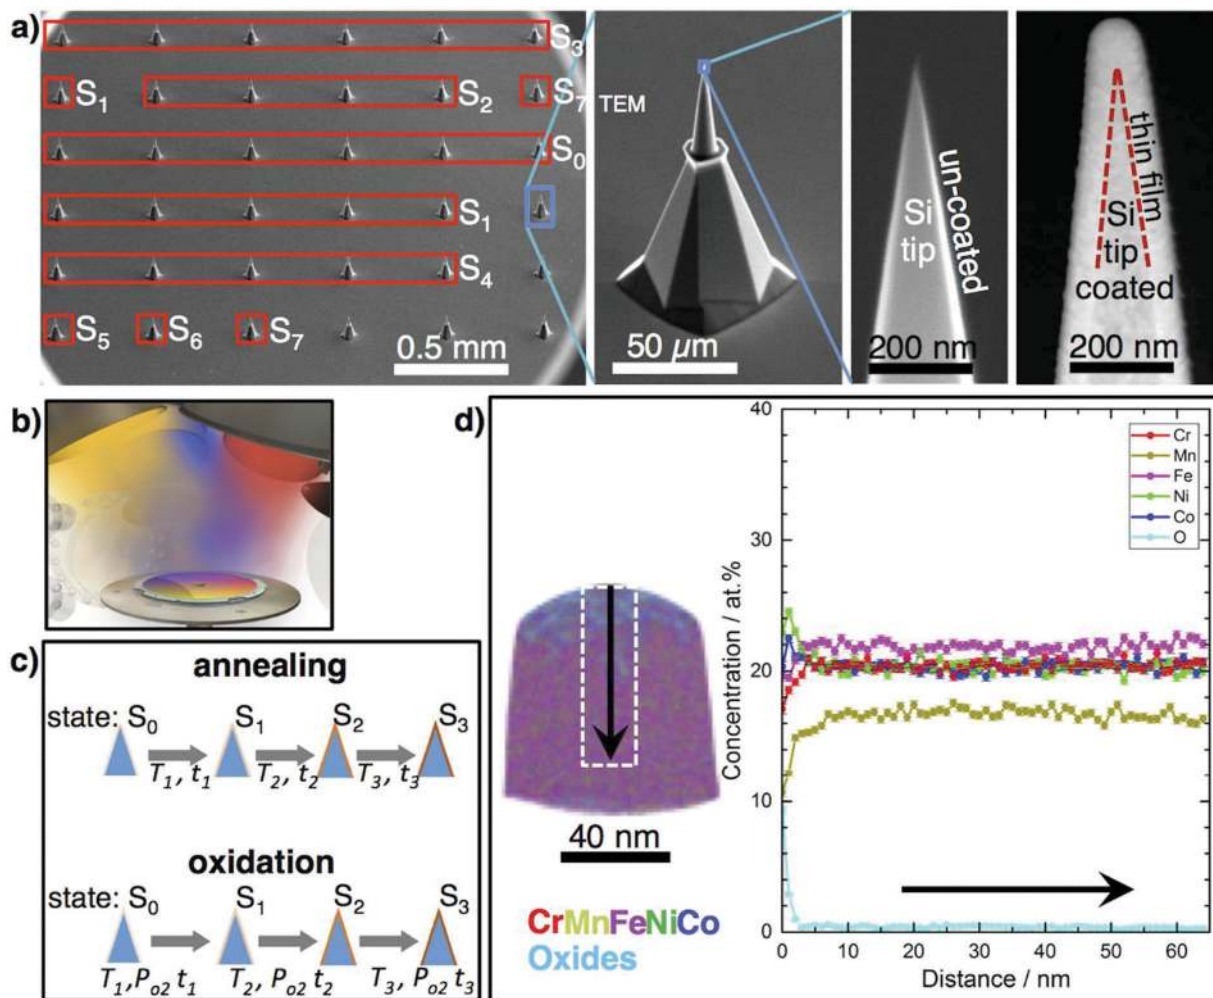 a)
S3
S1
S2
S7 TEM
S0
S1
S4
S5
S6
S7
0.5 mm
50 µm
Si
tip
un-coated
200 nm
thin film
Si
tip
coated
200 nm
b)
c)
annealing
state: S0
S1
S2
S3
T1, t1
T2, t2
T3, t3
oxidation
state: S0
S1
S2
S3
T1, Po2 t1
T2, Po2 t2
T3, Po2 t3
d)
40 nm
CrMnFeNiCo
Oxides
Concentration / at.%
40
30
20
10
0
Cr
Mn
Fe
Ni
Co
O
0 10 20 30 40 50 60
Distance / nm